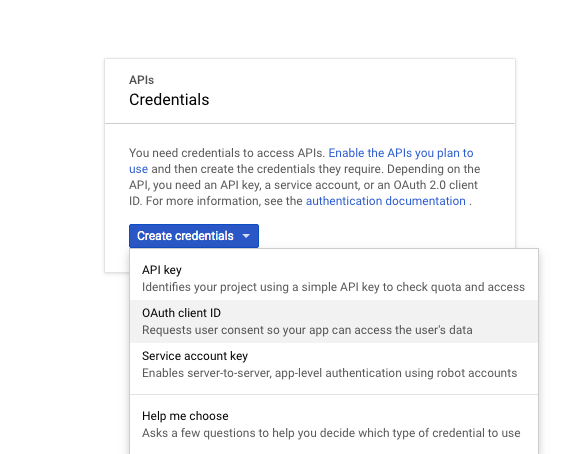 APIs
Credentials
You need credentials to access APIs. Enable the APIs you plan to
use and then create the credentials they require. Depending on the
API, you need an API key, a service account, or an OAuth 2.0 client
ID. For more information, see the authentication documentation .
Create credentials
API key
Identifies your project using a simple API key to check quota and access
OAuth client ID
Requests user consent so your app can access the user's data
Service account key
Enables server-to-server, app-level authentication using robot accounts
Help me choose
Asks a few questions to help you decide which type of credential to use